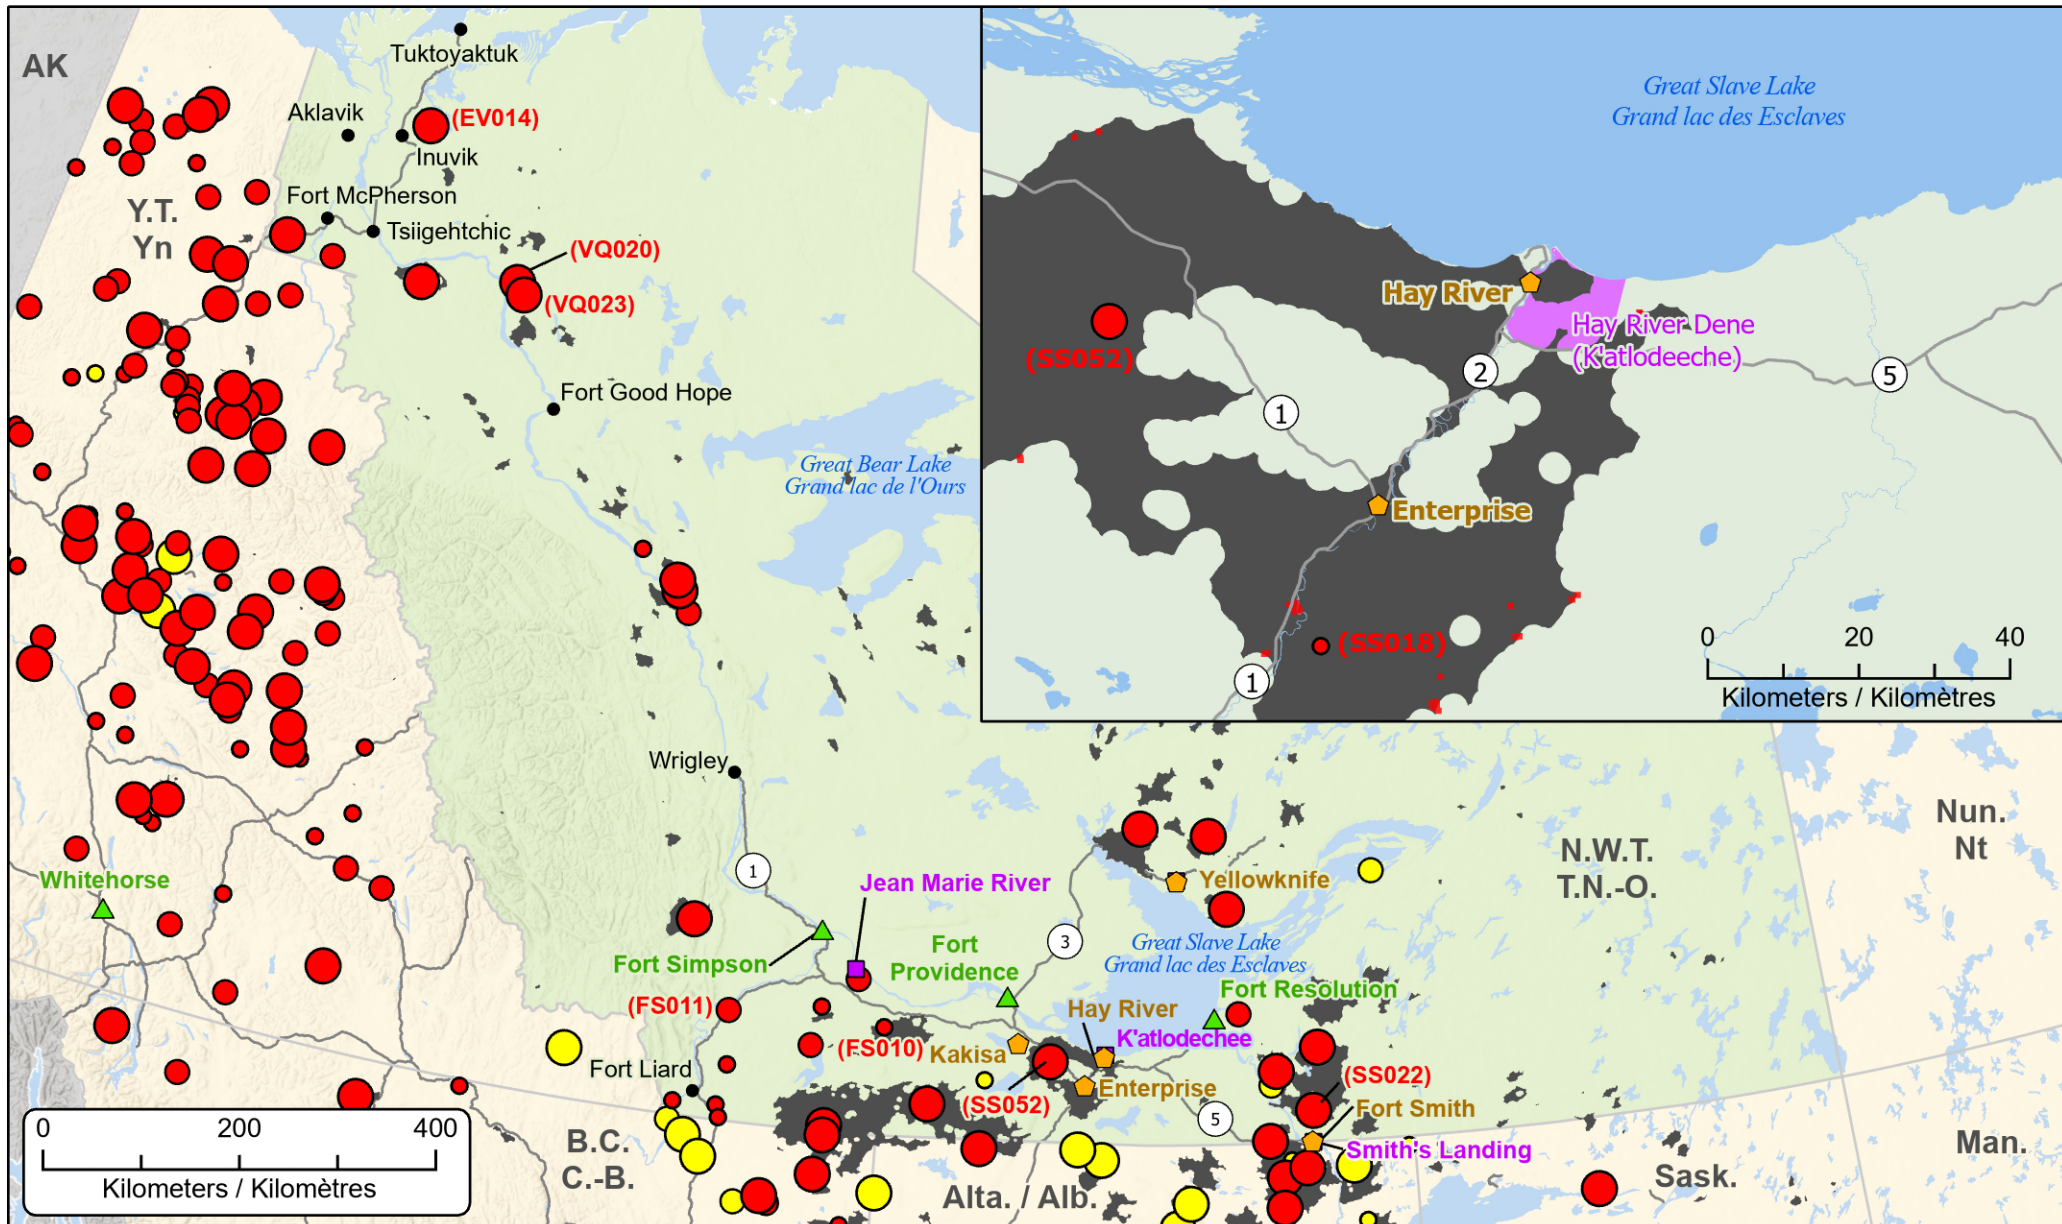 AK
Tuktoyaktuk
Aklavik
(EV014)
Inuvik
Fort McPherson
Y.T.
Yn
Tsiigehtchic
(VQ020)
(VQ023)
Fort Good Hope
Great Bear Lake
Grand lac de l'Ours
Wrigley
1
Whitehorse
Jean Marie River
Fort Simpson
Fort
Providence
3
Yellowknife
Great Slave Lake
Grand lac des Esclaves
N.W.T.
T.N.-O.
Nun.
Nt
(FS011)
Fort Resolution
Hay River
K'atlodechee
(FS010)
Kakisa
Fort Liard
Enterprise
(SS052)
(SS022)
Fort Smith
5
Smith's Landing
B.C.
C.-B.
Alta. / Alb.
Sask.
Man.
0 200 400
Kilometers / Kilomètres
Great Slave Lake
Grand lac des Esclaves
Hay River
Hay River Dene
(K'atlodeeche)
(SS052)
2
5
1
Enterprise
(SS018)
1
0 20 40
Kilometers / Kilomètres